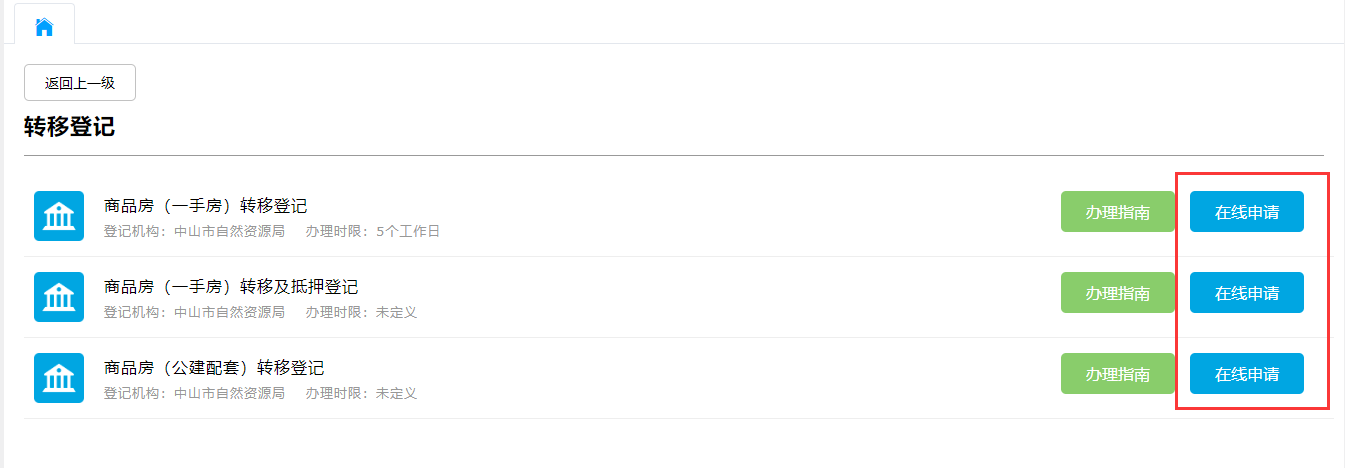 返回上一级
转移登记
商品房（一手房）转移登记
登记机构：中山市自然资源局 办理时限：5个工作日
办理指南 在线申请
商品房（一手房）转移及抵押登记
登记机构：中山市自然资源局 办理时限：未定义
办理指南 在线申请
商品房（公建配套）转移登记
登记机构：中山市自然资源局 办理时限：未定义
办理指南 在线申请